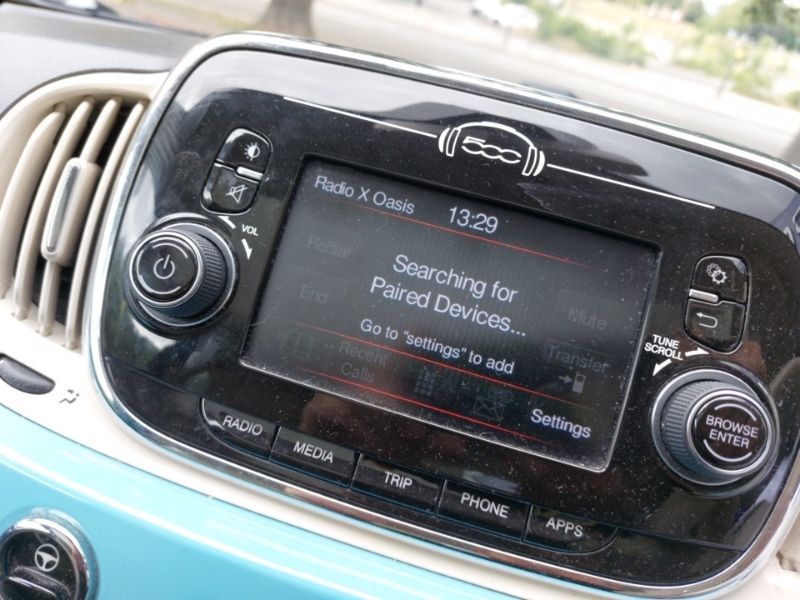 500
Radio X Oasis 13:29
VOL
Redial
Searching for
Paired Devices...
End
Mute
Go to "settings" to add
-- Recent
Calls
Transfer
Settings
TUNE
SCROLL
BROWSE
ENTER
RADIO
MEDIA
TRIP
PHONE
APPS